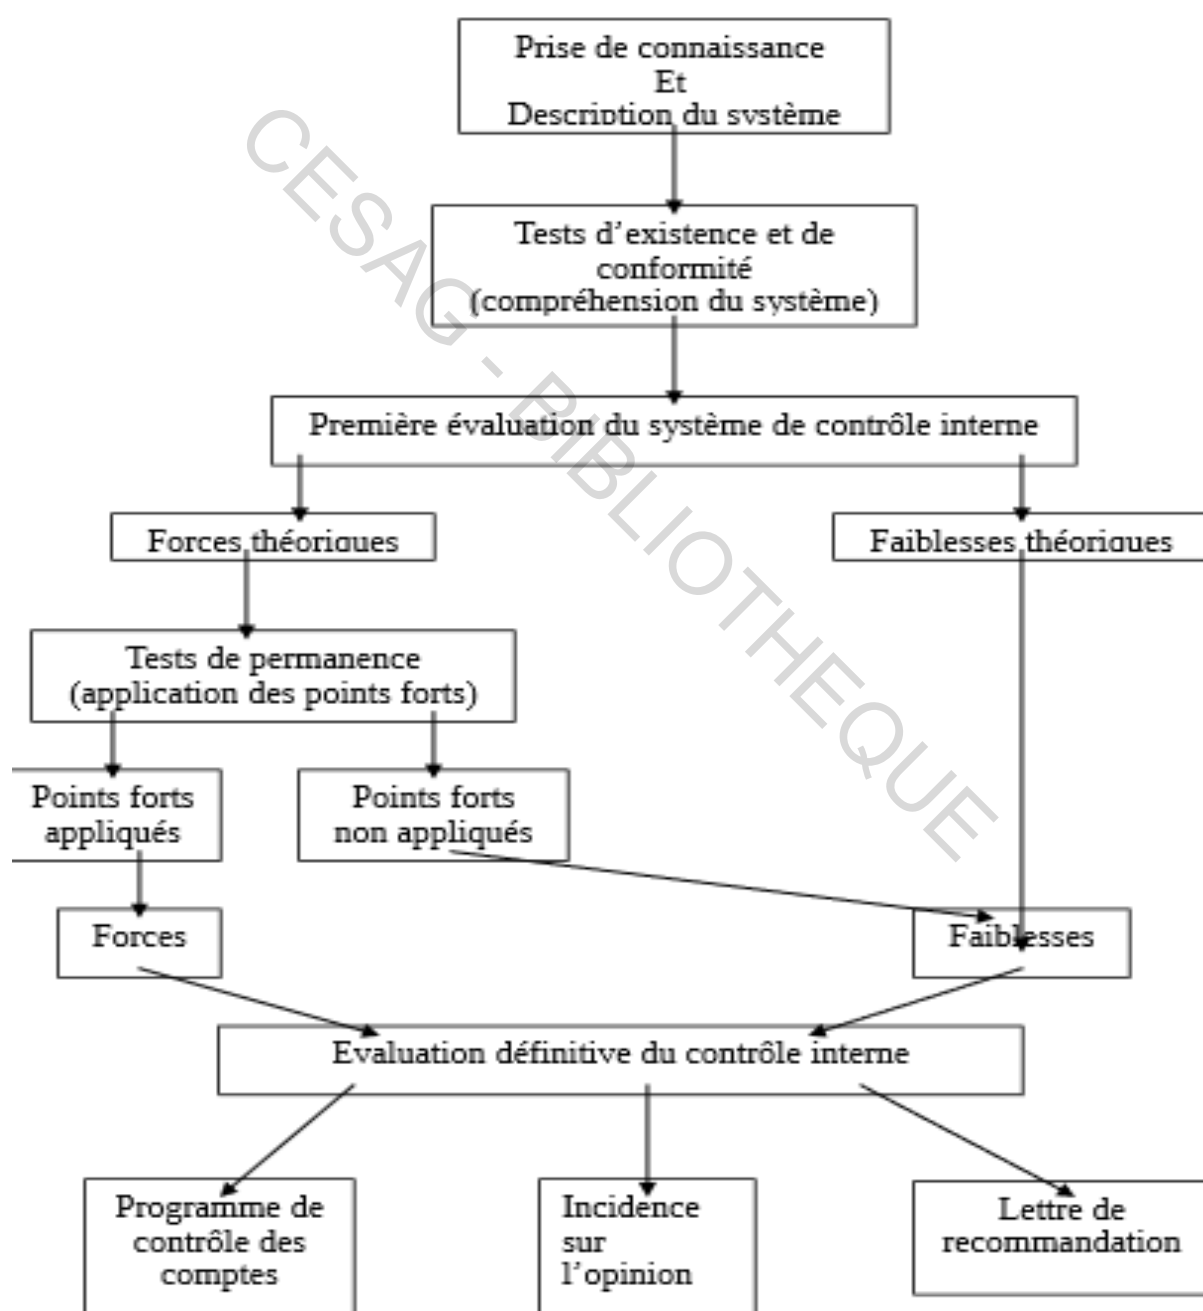 Prise de connaissance
Et
Description du système
Tests d'existence et de
conformité
(compréhension du système)
Première évaluation du système de contrôle interne
Forces théoriques
Faiblesses théoriques
Tests de permanence
(application des points forts)
Points forts
appliqués
Points forts
non appliqués
Forces
Faiblesses
Evaluation définitive du contrôle interne
Programme de
contrôle des
comptes
Incidence
sur
l'opinion
Lettre de
recommandation
CESAG - BIBLIOTHEQUE